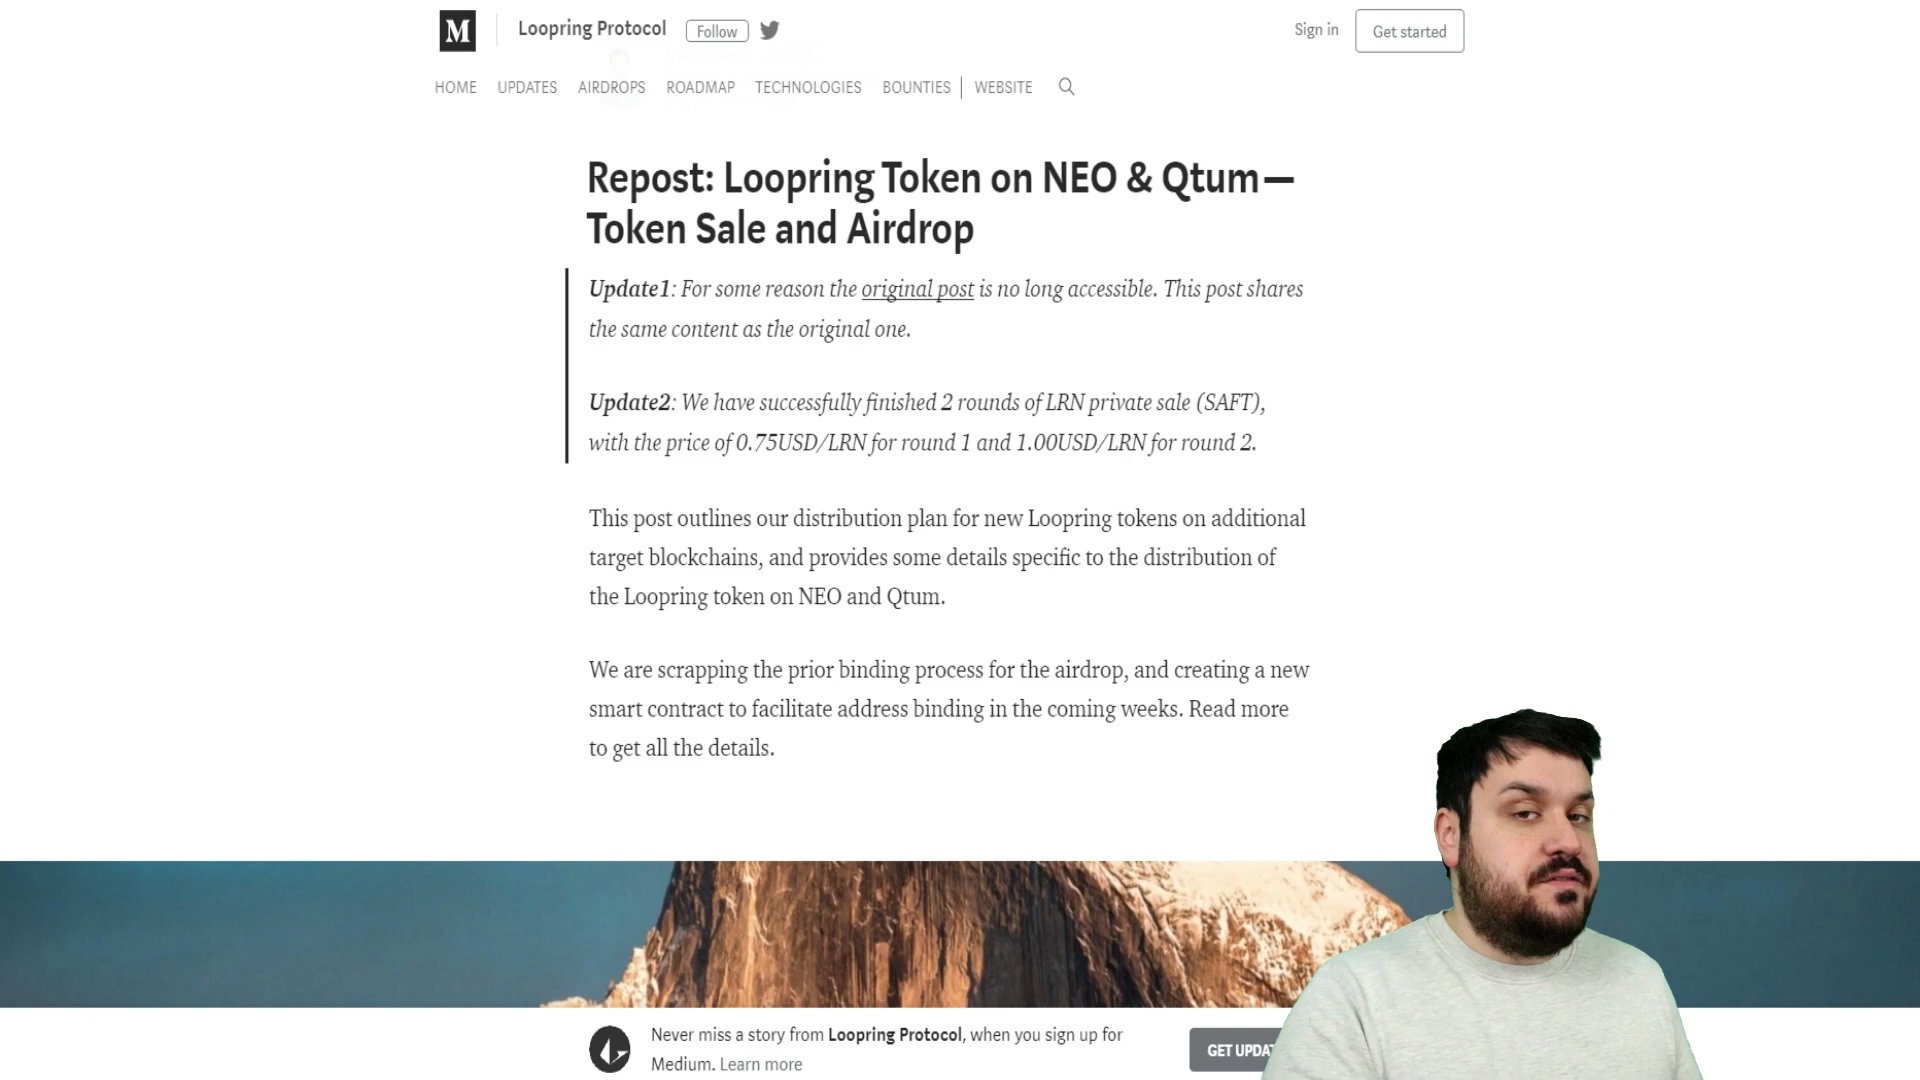 M
Loopring Protocol
Follow
Sign in
Get started
HOME UPDATES AIRDROPS ROADMAP TECHNOLOGIES BOUNTIES WEBSITE
Repost: Loopring Token on NEO & Qtum—
Token Sale and Airdrop
Update1: For some reason the original post is no long accessible. This post shares
the same content as the original one.
Update2: We have successfully finished 2 rounds of LRN private sale (SAFT),
with the price of 0.75USD/LRN for round 1 and 1.00USD/LRN for round 2.
This post outlines our distribution plan for new Loopring tokens on additional
target blockchains, and provides some details specific to the distribution of
the Loopring token on NEO and Qtum.
We are scrapping the prior binding process for the airdrop, and creating a new
smart contract to facilitate address binding in the coming weeks. Read more
to get all the details.
Never miss a story from Loopring Protocol, when you sign up for
Medium. Learn more
GET UPDA